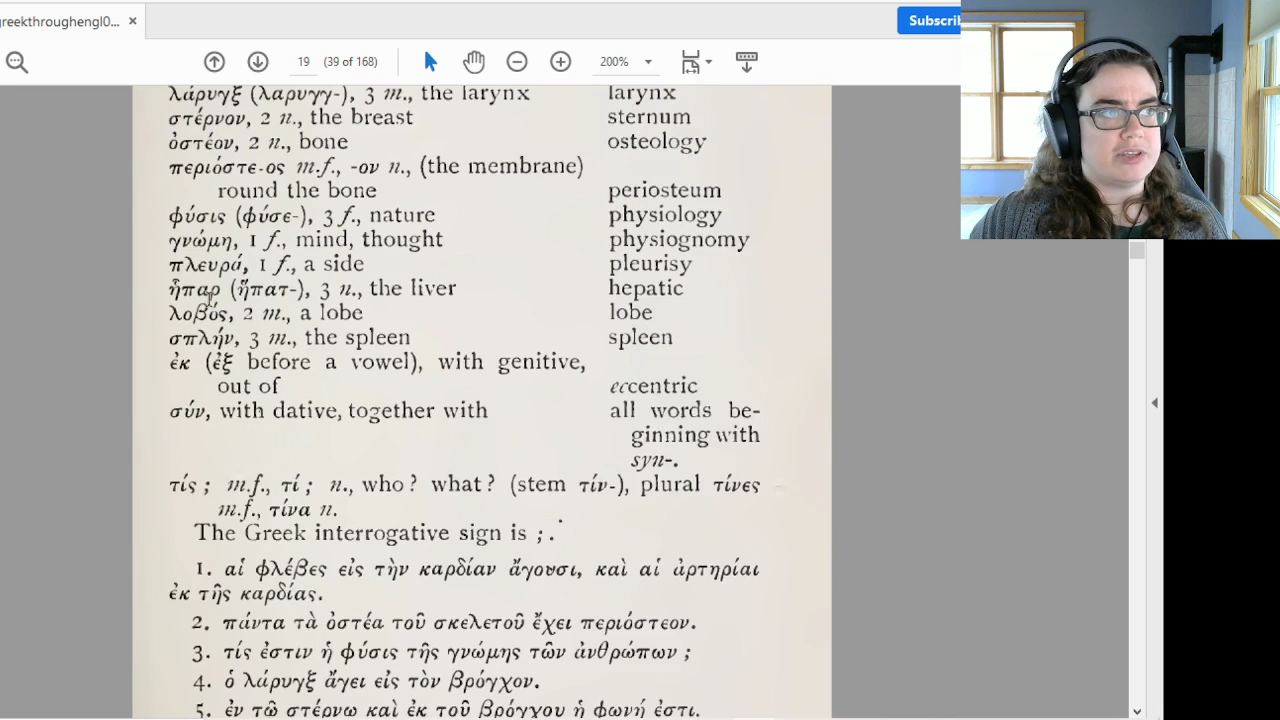 greekthroughengl0... ×
Subscrib
19 (39 of 168) 200%
λάρυγξ (λαρυγγ-), 3 m., the larynx larynx
στέρνον, 2 n., the breast sternum
ὀστέον, 2 n., bone osteology
περιόστε-ος m.f., -ον n., (the membrane)
round the bone periosteum
φύσις (φύσε-), 3 f., nature physiology
γνώμη, 1 f., mind, thought physiognomy
πλευρά, 1 f., a side pleurisy
ἧπαρ (ἥπατ-), 3 n., the liver hepatic
λοβός, 2 m., a lobe lobe
σπλήν, 3 m., the spleen spleen
ἐκ (ἐξ before a vowel), with genitive,
out of eccentric
σύν, with dative, together with all words be-
ginning with
syn-.
τίς ; m.f., τί ; n., who? what? (stem τίν-), plural τίνες
m.f., τίνα n.
The Greek interrogative sign is ;.
1. αἱ φλέβες εἰς τὴν καρδίαν ἄγουσι, καὶ αἱ ἀρτηρίαι
ἐκ τῆς καρδίας.
2. πάντα τὰ ὀστέα τοῦ σκελετοῦ ἔχει περιόστεον.
3. τίς ἐστιν ἡ φύσις τῆς γνώμης τῶν ἀνθρώπων ;
4. ὁ λάρυγξ ἄγει εἰς τὸν βρόγχον.
5. ἐν τῷ στέρνῳ καὶ ἐκ τοῦ βρόγχου ἡ φωνή ἐστι.